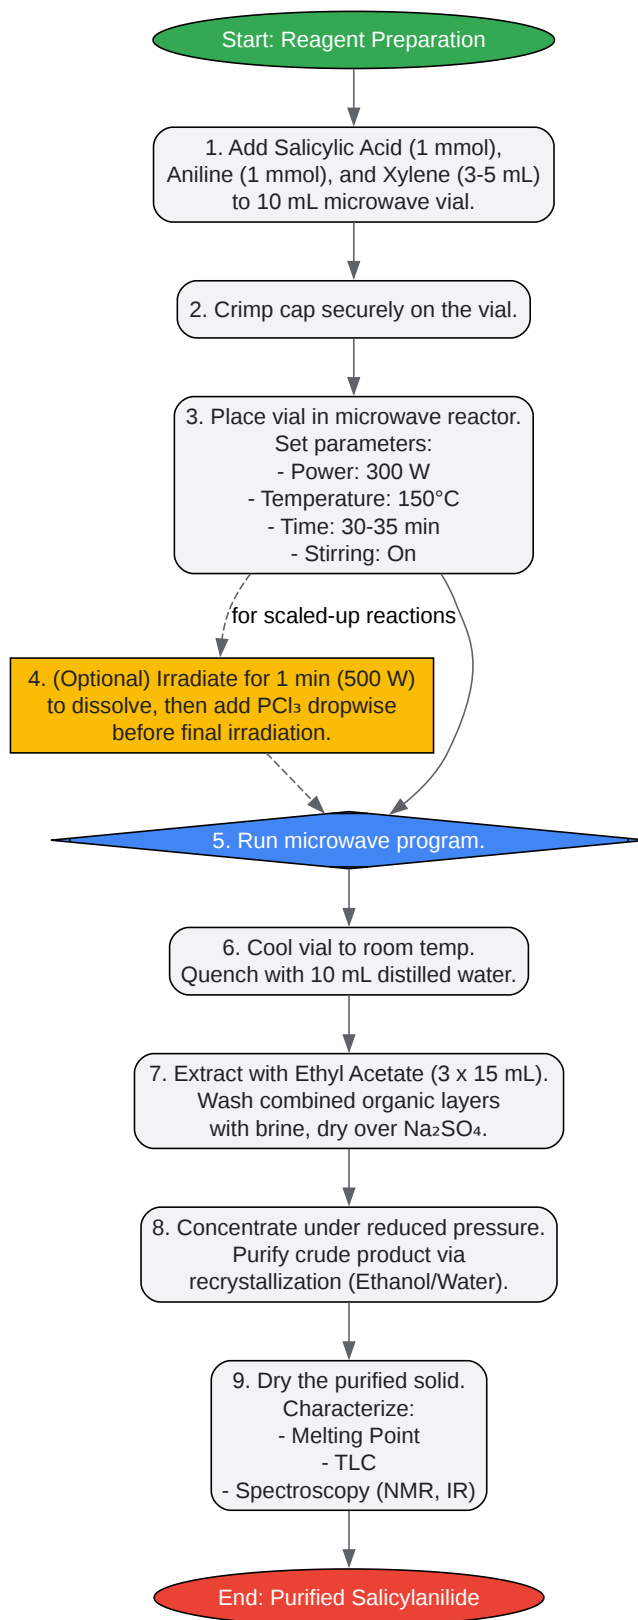 Start: Reagent Preparation
1. Add Salicylic Acid (1 mmol),
Aniline (1 mmol), and Xylene (3-5 mL)
to 10 mL microwave vial.
2. Crimp cap securely on the vial.
3. Place vial in microwave reactor.
Set parameters:
- Power: 300 W
- Temperature: 150°C
- Time: 30-35 min
- Stirring: On
for scaled-up reactions
4. (Optional) Irradiate for 1 min (500 W)
to dissolve, then add PCl₃ dropwise
before final irradiation.
5. Run microwave program.
6. Cool vial to room temp.
Quench with 10 mL distilled water.
7. Extract with Ethyl Acetate (3 x 15 mL).
Wash combined organic layers
with brine, dry over Na₂SO₄.
8. Concentrate under reduced pressure.
Purify crude product via
recrystallization (Ethanol/Water).
9. Dry the purified solid.
Characterize:
- Melting Point
- TLC
- Spectroscopy (NMR, IR)
End: Purified Salicylanilide